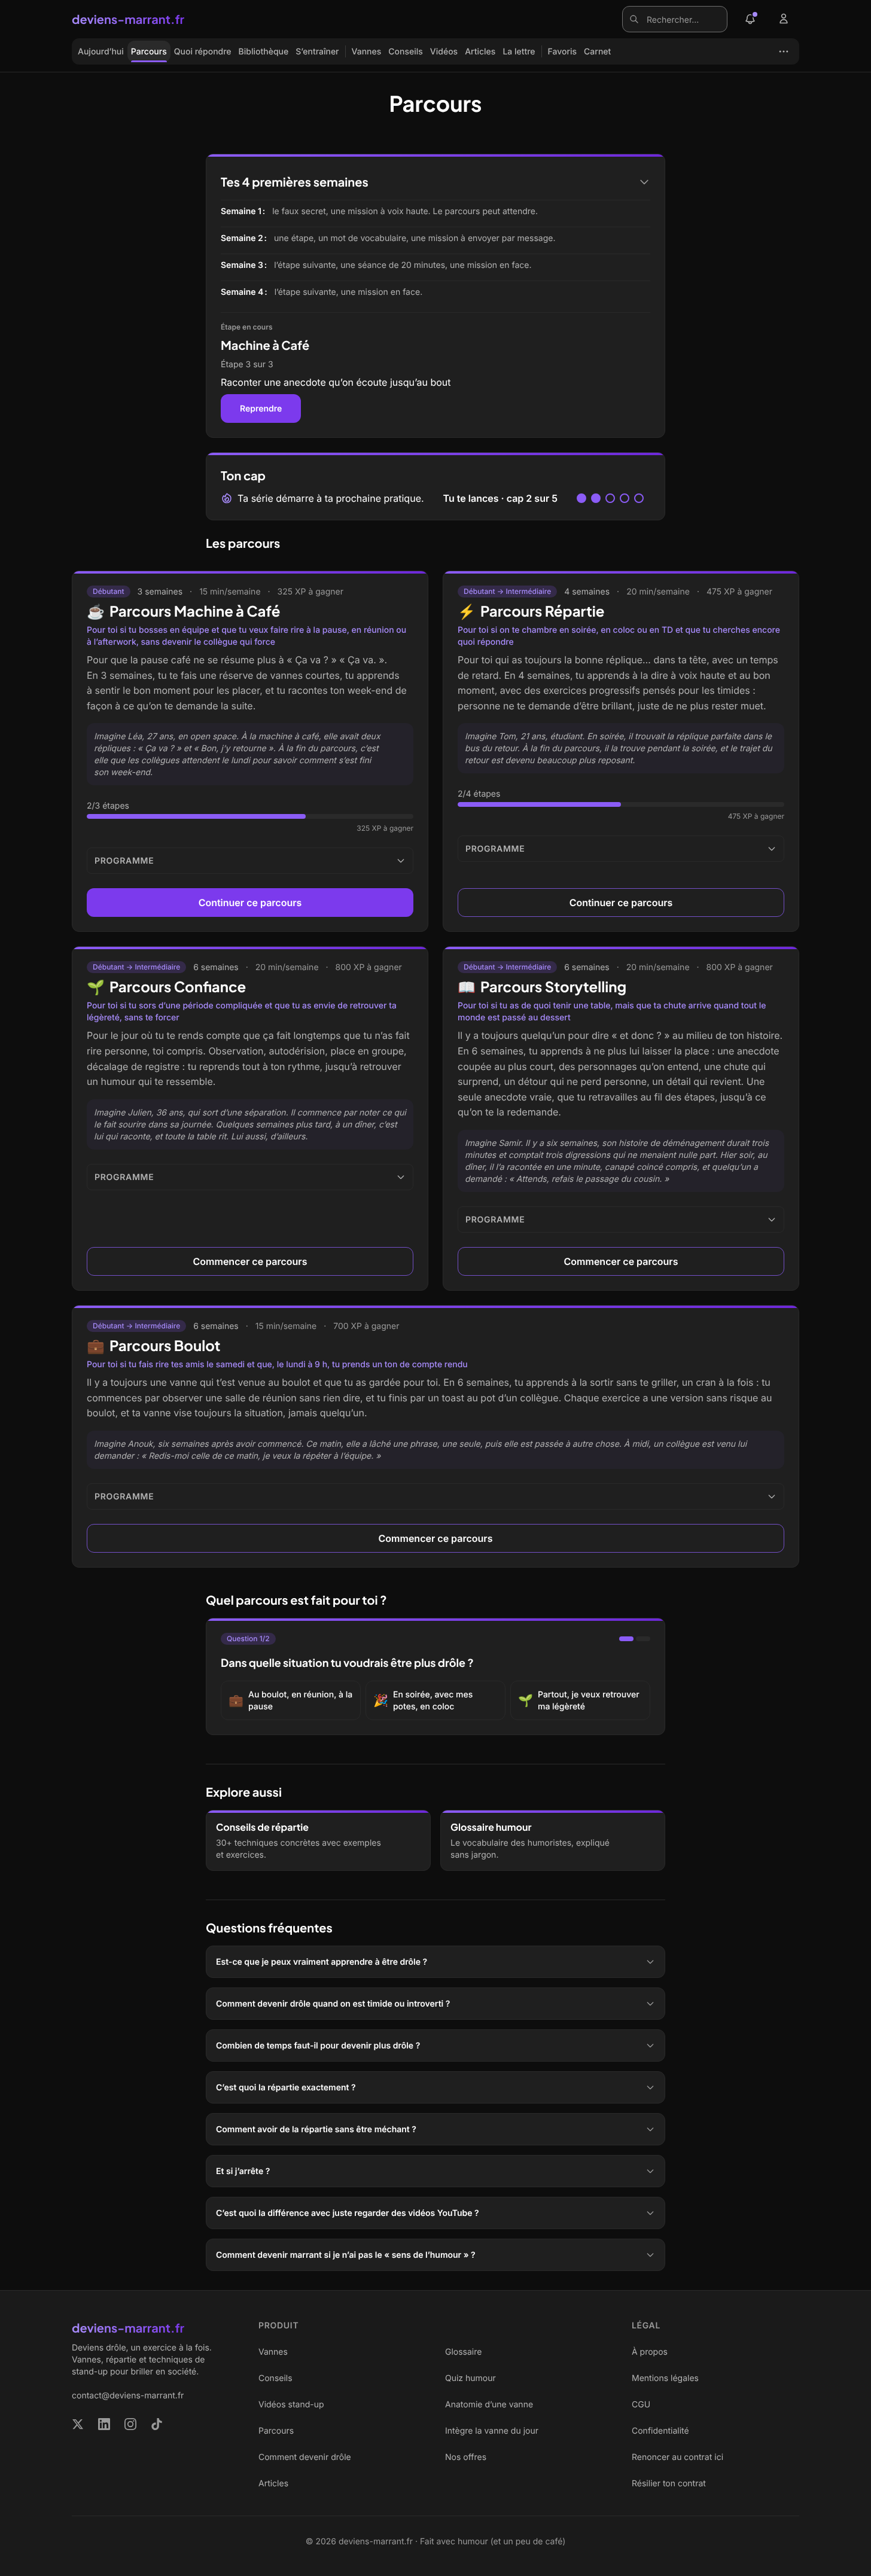 deviens-marrant.fr
Rechercher...
Aujourd'hui Parcours Quoi répondre Bibliothèque S'entraîner Vannes Conseils Vidéos Articles La lettre Favoris Carnet
Parcours
Tes 4 premières semaines
Semaine 1 : le faux secret, une mission à voix haute. Le parcours peut attendre.
Semaine 2 : une étape, un mot de vocabulaire, une mission à envoyer par message.
Semaine 3 : l'étape suivante, une séance de 20 minutes, une mission en face.
Semaine 4 : l'étape suivante, une mission en face.
Étape en cours
Machine à Café
Étape 3 sur 3
Raconter une anecdote qu'on écoute jusqu'au bout
Reprendre
Ton cap
Ta série démarre à ta prochaine pratique. Tu te lances · cap 2 sur 5
Les parcours
Débutant 3 semaines · 15 min/semaine · 325 XP à gagner
☕ Parcours Machine à Café
Pour toi si tu bosses en équipe et que tu veux faire rire à la pause, en réunion ou
à l'afterwork, sans devenir le collègue qui force
Pour que la pause café ne se résume plus à « Ça va ? » « Ça va. ».
En 3 semaines, tu te fais une réserve de vannes courtes, tu apprends
à sentir le bon moment pour les placer, et tu racontes ton week-end de
façon à ce qu'on te demande la suite.
Imagine Léa, 27 ans, en open space. À la machine à café, elle avait deux
répliques : « Ça va ? » et « Bon, j'y retourne ». À la fin du parcours, c'est
elle que les collègues attendent le lundi pour savoir comment s'est fini
son week-end.
2/3 étapes
325 XP à gagner
PROGRAMME
Continuer ce parcours
Débutant → Intermédiaire 4 semaines · 20 min/semaine · 475 XP à gagner
⚡ Parcours Répartie
Pour toi si on te chambre en soirée, en coloc ou en TD et que tu cherches encore
quoi répondre
Pour toi qui as toujours la bonne réplique… dans ta tête, avec un temps
de retard. En 4 semaines, tu apprends à la dire à voix haute et au bon
moment, avec des exercices progressifs pensés pour les timides :
personne ne te demande d'être brillant, juste de ne plus rester muet.
Imagine Tom, 21 ans, étudiant. En soirée, il trouvait la réplique parfaite dans le
bus du retour. À la fin du parcours, il la trouve pendant la soirée, et le trajet du
retour est devenu beaucoup plus reposant.
2/4 étapes
475 XP à gagner
PROGRAMME
Continuer ce parcours
Débutant → Intermédiaire 6 semaines · 20 min/semaine · 800 XP à gagner
🌱 Parcours Confiance
Pour toi si tu sors d'une période compliquée et que tu as envie de retrouver ta
légèreté, sans te forcer
Pour le jour où tu te rends compte que ça fait longtemps que tu n'as fait
rire personne, toi compris. Observation, autodérision, place en groupe,
décalage de registre : tu reprends tout à ton rythme, jusqu'à retrouver
un humour qui te ressemble.
Imagine Julien, 36 ans, qui sort d'une séparation. Il commence par noter ce qui
le fait sourire dans sa journée. Quelques semaines plus tard, à un dîner, c'est
lui qui raconte, et toute la table rit. Lui aussi, d'ailleurs.
PROGRAMME
Commencer ce parcours
Débutant → Intermédiaire 6 semaines · 20 min/semaine · 800 XP à gagner
📖 Parcours Storytelling
Pour toi si tu as de quoi tenir une table, mais que ta chute arrive quand tout le
monde est passé au dessert
Il y a toujours quelqu'un pour dire « et donc ? » au milieu de ton histoire.
En 6 semaines, tu apprends à ne plus lui laisser la place : une anecdote
coupée au plus court, des personnages qu'on entend, une chute qui
surprend, un détour qui ne perd personne, un détail qui revient. Une
seule anecdote vraie, que tu retravailles au fil des étapes, jusqu'à ce
qu'on te la redemande.
Imagine Samir. Il y a six semaines, son histoire de déménagement durait trois
minutes et comptait trois digressions qui ne menaient nulle part. Hier soir, au
dîner, il l'a racontée en une minute, canapé coincé compris, et quelqu'un a
demandé : « Attends, refais le passage du cousin. »
PROGRAMME
Commencer ce parcours
Débutant → Intermédiaire 6 semaines · 15 min/semaine · 700 XP à gagner
💼 Parcours Boulot
Pour toi si tu fais rire tes amis le samedi et que, le lundi à 9 h, tu prends un ton de compte rendu
Il y a toujours une vanne qui t'est venue au boulot et que tu as gardée pour toi. En 6 semaines, tu apprends à la sortir sans te griller, un cran à la fois : tu
commences par observer une salle de réunion sans rien dire, et tu finis par un toast au pot d'un collègue. Chaque exercice a une version sans risque au
boulot, et ta vanne vise toujours la situation, jamais quelqu'un.
Imagine Anouk, six semaines après avoir commencé. Ce matin, elle a lâché une phrase, une seule, puis elle est passée à autre chose. À midi, un collègue est venu lui
demander : « Redis-moi celle de ce matin, je veux la répéter à l'équipe. »
PROGRAMME
Commencer ce parcours
Quel parcours est fait pour toi ?
Question 1/2
Dans quelle situation tu voudrais être plus drôle ?
💼 Au boulot, en réunion, à la
pause
🎉 En soirée, avec mes
potes, en coloc
🌱 Partout, je veux retrouver
ma légèreté
Explore aussi
Conseils de répartie
30+ techniques concrètes avec exemples
et exercices.
Glossaire humour
Le vocabulaire des humoristes, expliqué
sans jargon.
Questions fréquentes
Est-ce que je peux vraiment apprendre à être drôle ?
Comment devenir drôle quand on est timide ou introverti ?
Combien de temps faut-il pour devenir plus drôle ?
C'est quoi la répartie exactement ?
Comment avoir de la répartie sans être méchant ?
Et si j'arrête ?
C'est quoi la différence avec juste regarder des vidéos YouTube ?
Comment devenir marrant si je n'ai pas le « sens de l'humour » ?
deviens-marrant.fr
Deviens drôle, un exercice à la fois.
Vannes, répartie et techniques de
stand-up pour briller en société.
contact@deviens-marrant.fr
PRODUIT
Vannes
Conseils
Vidéos stand-up
Parcours
Comment devenir drôle
Articles
Glossaire
Quiz humour
Anatomie d'une vanne
Intègre la vanne du jour
Nos offres
LÉGAL
À propos
Mentions légales
CGU
Confidentialité
Renoncer au contrat ici
Résilier ton contrat
© 2026 deviens-marrant.fr · Fait avec humour (et un peu de café)